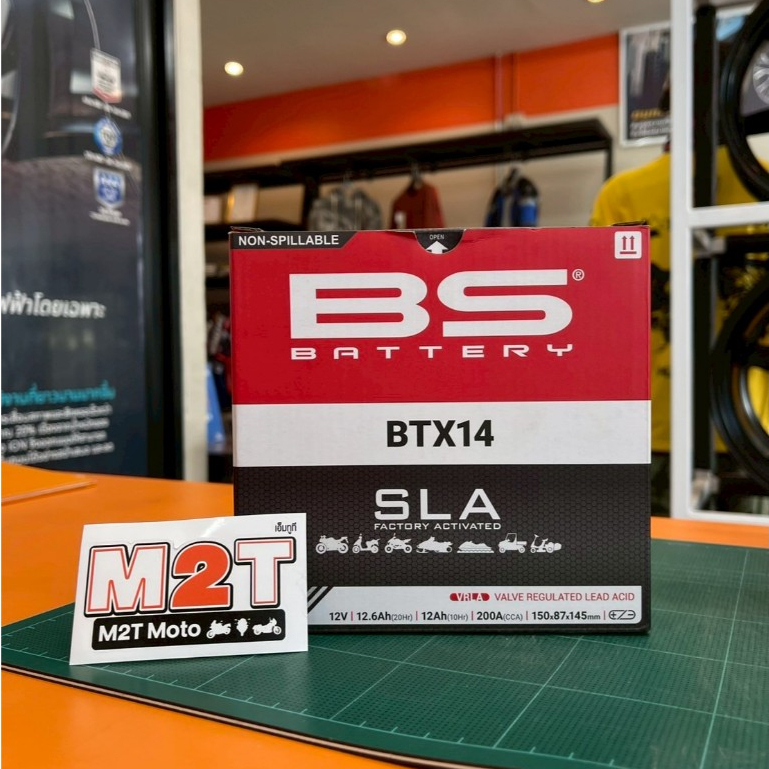 NON-SPILLABLE
OPEN
BS®
BATTERY
BTX14
SLA
FACTORY ACTIVATED
VRLA VALVE REGULATED LEAD ACID
12V | 12.6Ah(20Hr) | 12Ah(10Hr) | 200A(CCA) | 150x87x145mm
เอ็มทูที
M2T
M2T Moto
ฟฟ้าโดยเฉพาะ